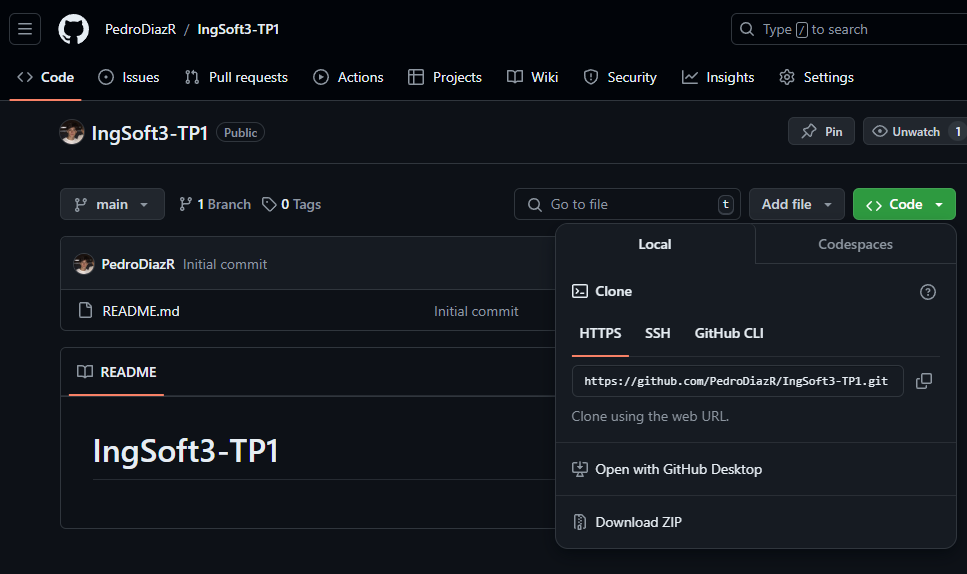 PedroDiazR / IngSoft3-TP1
Type / to search
Code Issues Pull requests Actions Projects Wiki Security Insights Settings
IngSoft3-TP1 Public
Pin Unwatch 1
main 1 Branch 0 Tags
Go to file t
Add file Code
PedroDiazR Initial commit
README.md Initial commit
README
IngSoft3-TP1
Local Codespaces
Clone
HTTPS SSH GitHub CLI
https://github.com/PedroDiazR/IngSoft3-TP1.git
Clone using the web URL.
Open with GitHub Desktop
Download ZIP